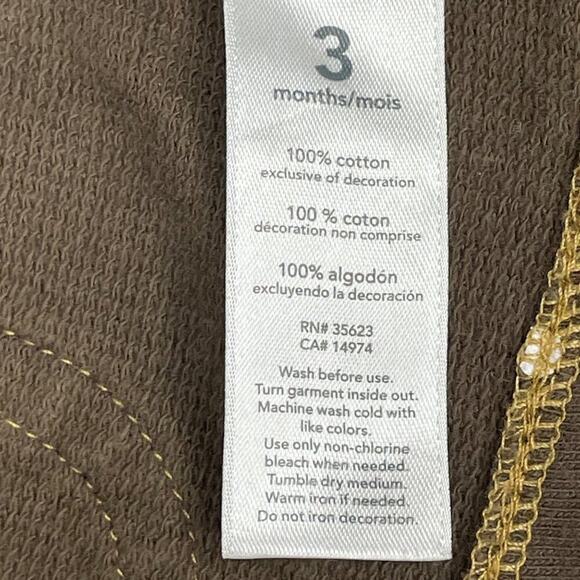 3
months/mois
100% cotton
exclusive of decoration
100 % coton
décoration non comprise
100% algodón
excluyendo la decoración
RN# 35623
CA# 14974
Wash before use.
Turn garment inside out.
Machine wash cold with
like colors.
Use only non-chlorine
bleach when needed.
Tumble dry medium.
Warm iron if needed.
Do not iron decoration.